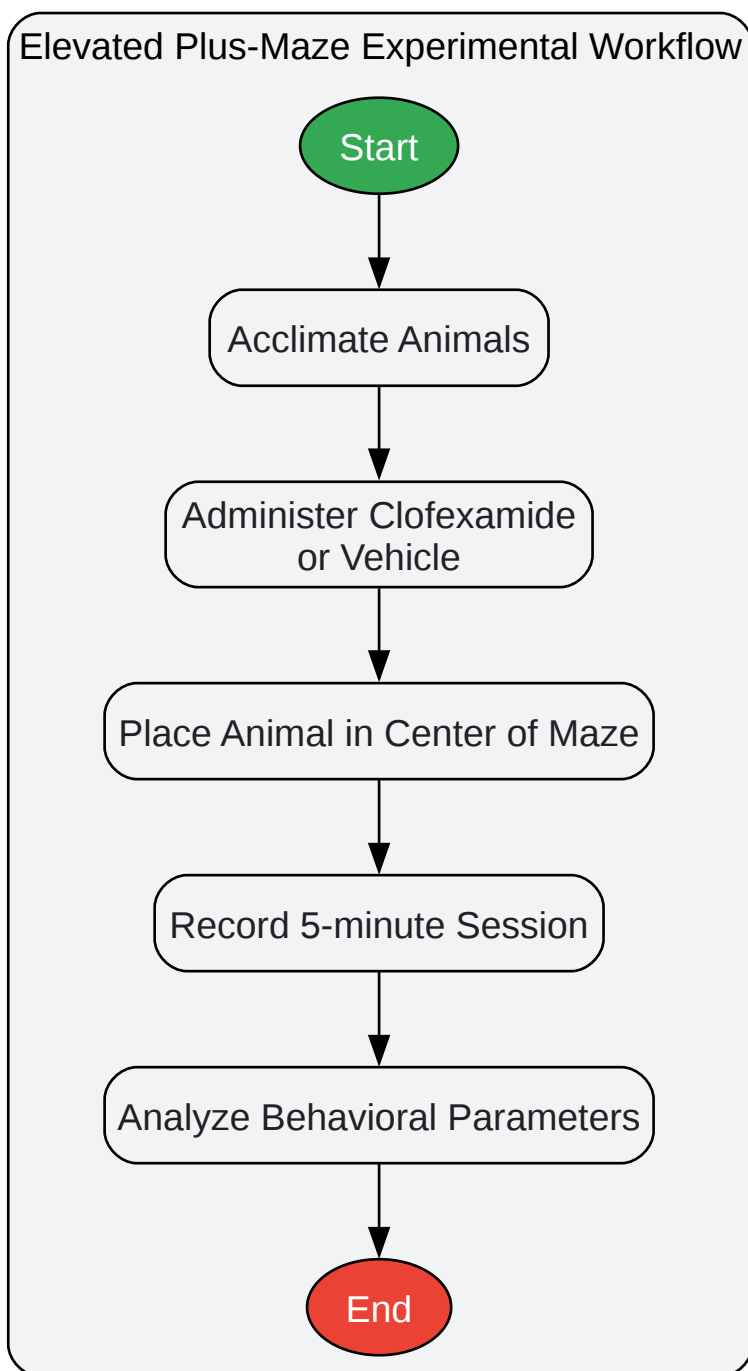 Elevated Plus-Maze Experimental Workflow
Start
Acclimate Animals
Administer Clofexamide
or Vehicle
Place Animal in Center of Maze
Record 5-minute Session
Analyze Behavioral Parameters
End